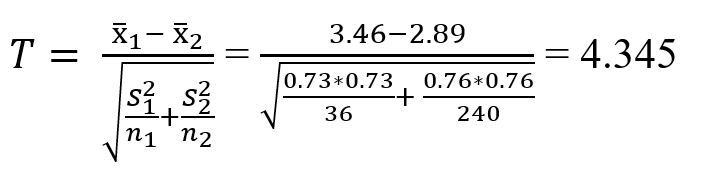 T = (x̄₁ − x̄₂) / √(s₁²/n₁ + s₂²/n₂) = (3.46−2.89) / √(0.73*0.73/36 + 0.76*0.76/240) = 4.345